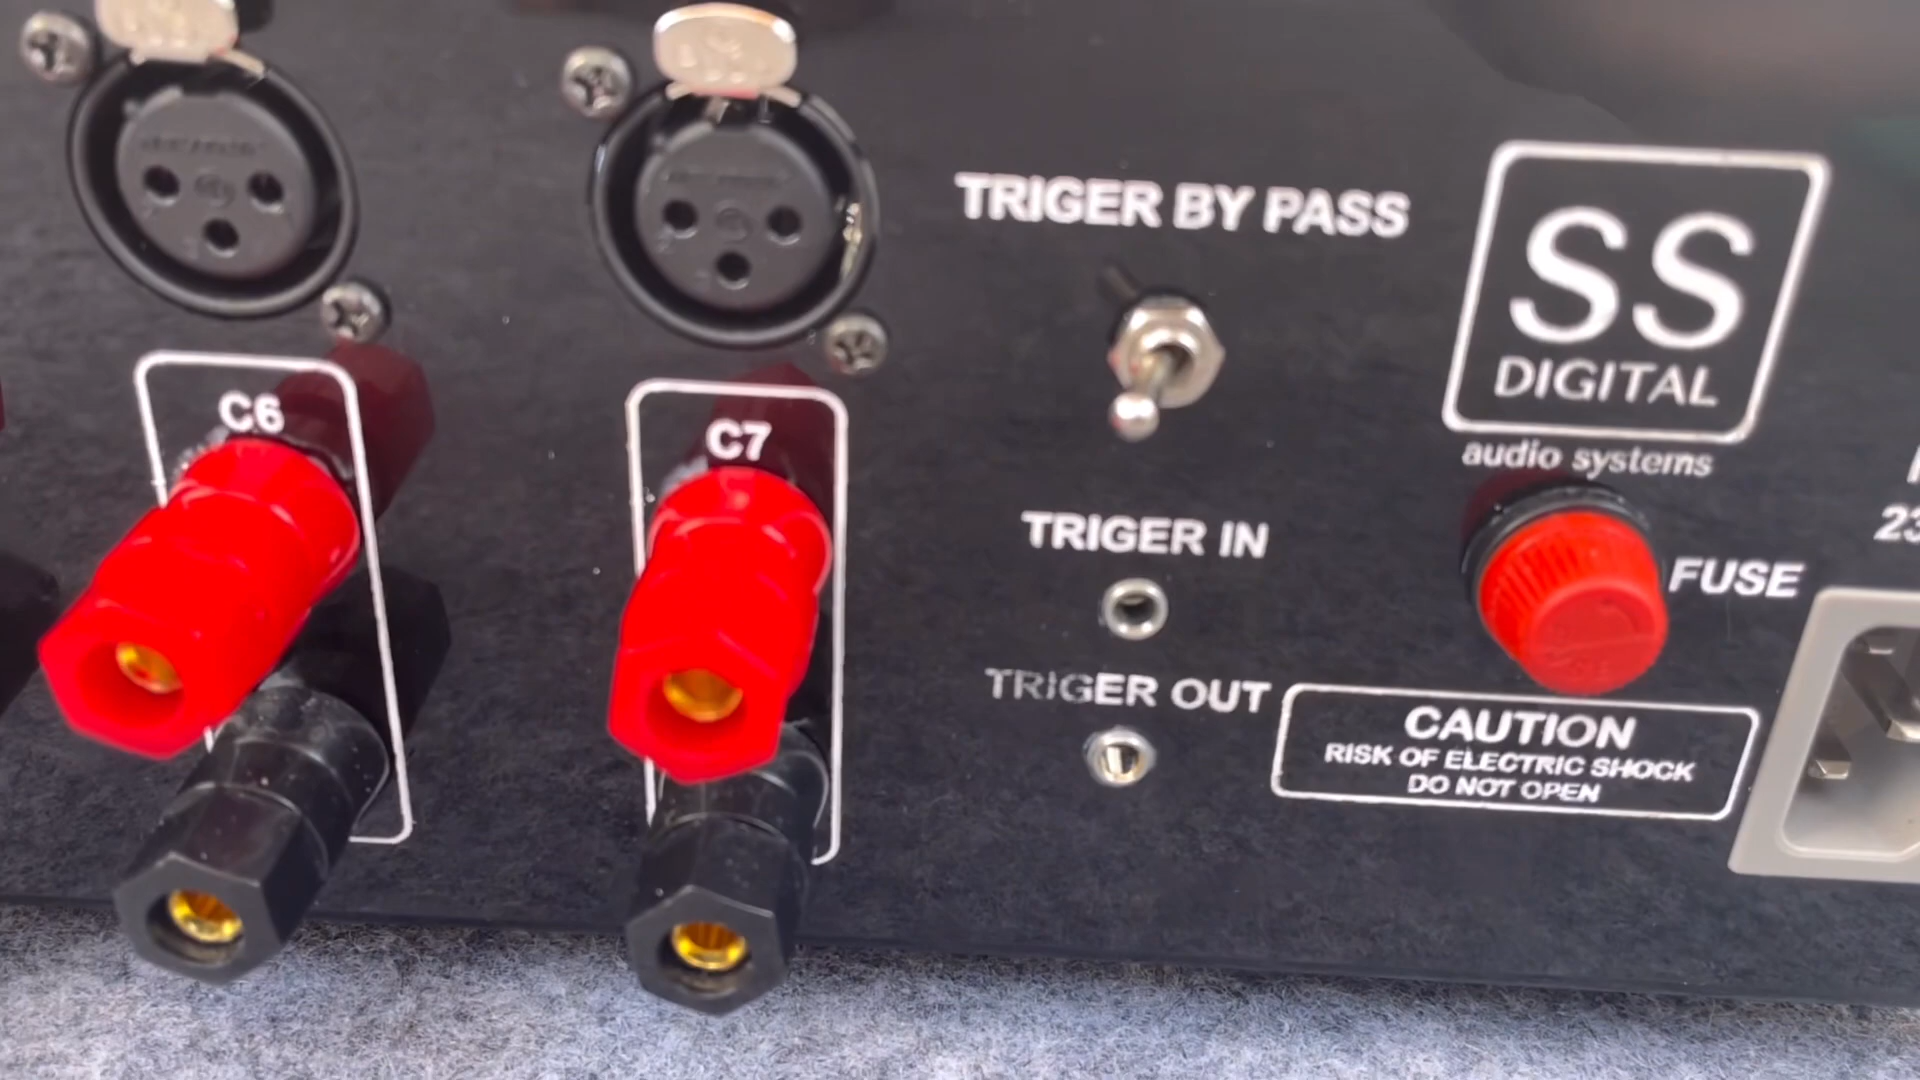 C6
C7
TRIGER BY PASS
TRIGER IN
TRIGER OUT
SS
DIGITAL
audio systems
FUSE
23
CAUTION
RISK OF ELECTRIC SHOCK
DO NOT OPEN